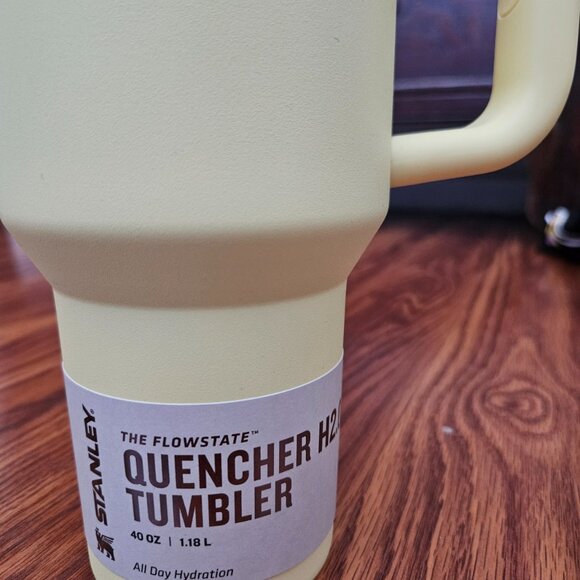 STANLEY
THE FLOWSTATE™
QUENCHER H2.
TUMBLER
40 OZ | 1.18 L
All Day Hydration